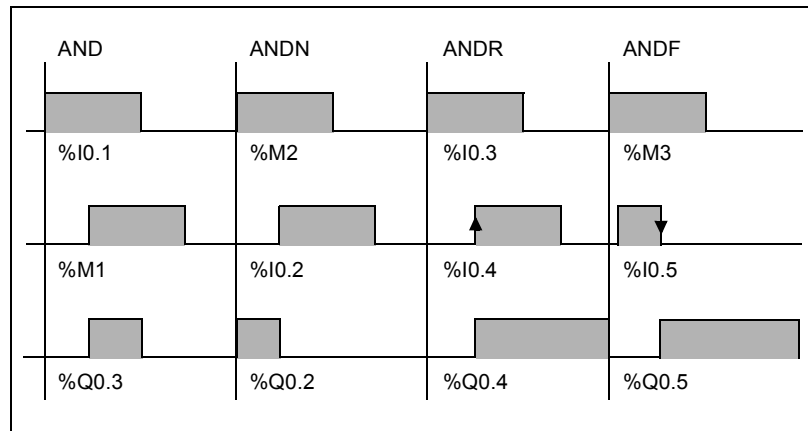 AND ANDN ANDR ANDF
%I0.1 %M2 %I0.3 %M3
%M1 %I0.2 %I0.4 %I0.5
%Q0.3 %Q0.2 %Q0.4 %Q0.5